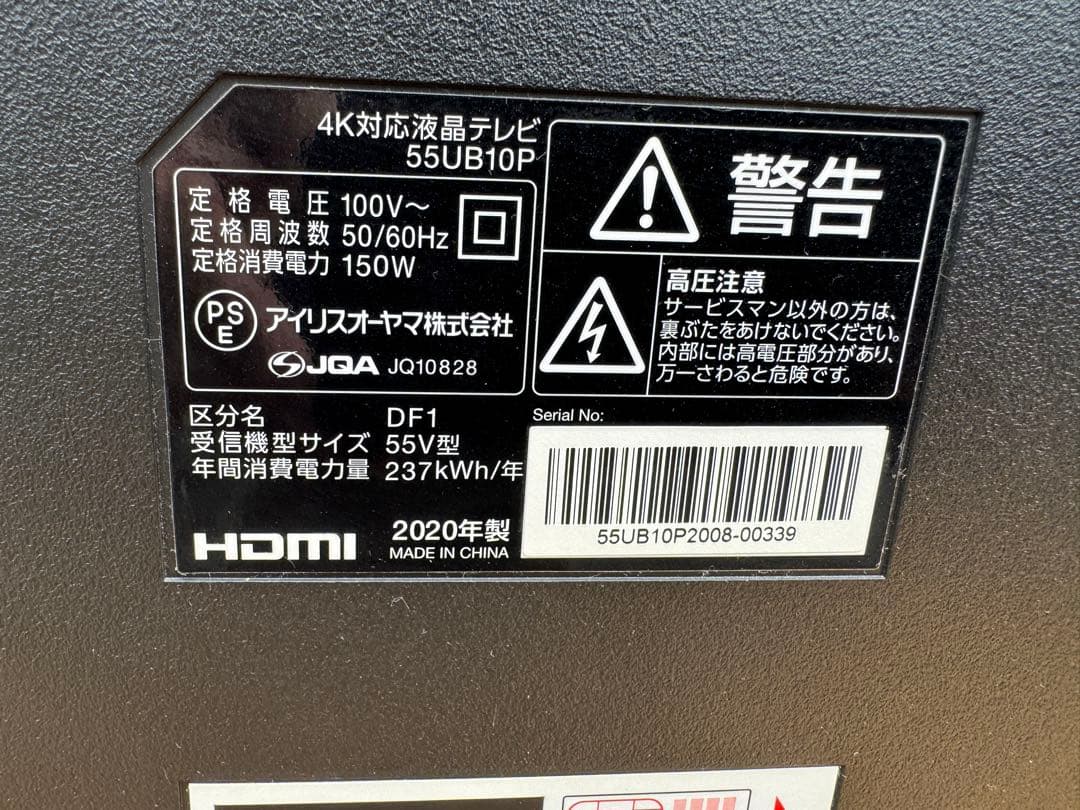 4K対応液晶テレビ
55UB10P
定格電圧 100V～
定格周波数 50/60Hz
定格消費電力 150W
PS
E
アイリスオーヤマ株式会社
JQA JQ10828
区分名 DF1
受信機型サイズ 55V型
年間消費電力量 237kWh/年
HDMI
2020年製
MADE IN CHINA
警告
高圧注意
サービスマン以外の方は、
裏ぶたをあけないでください。
内部には高電圧部分があり、
万一さわると危険です。
Serial No:
55UB10P2008-00339